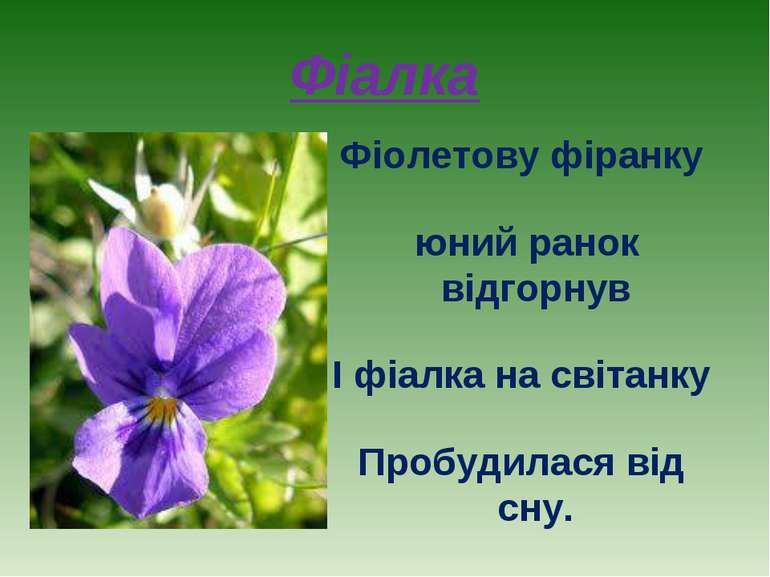 Фіалка
Фіолетову фіранку
юний ранок
відгорнув
І фіалка на світанку
Пробудилася від
сну.